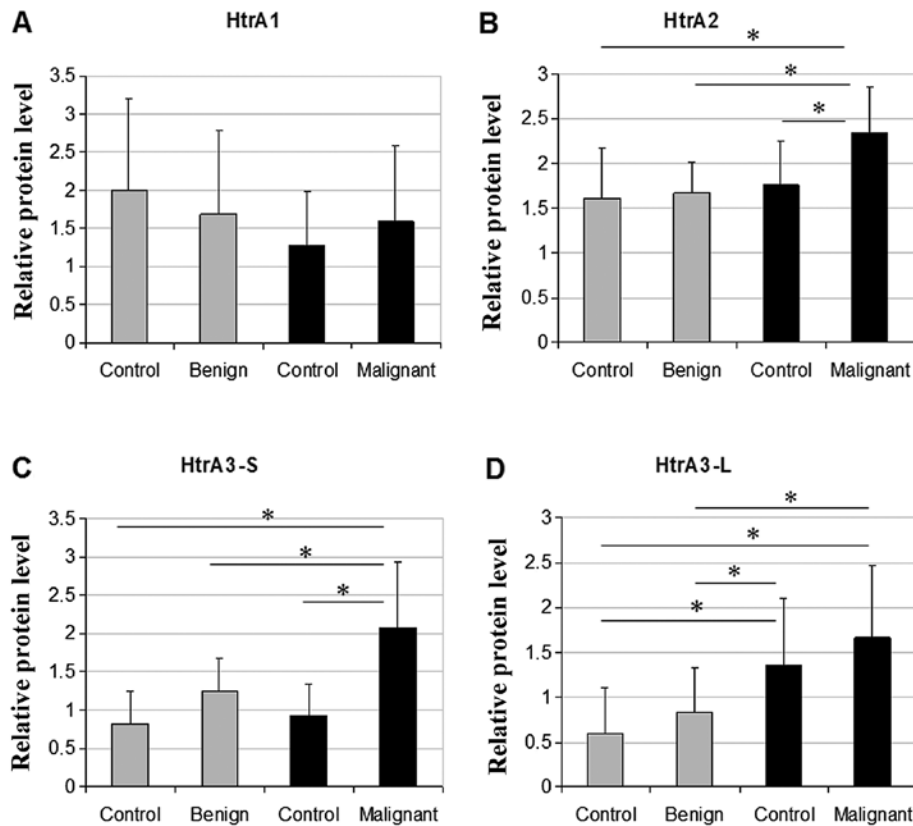 A
HtrA1
Relative protein level
4
3.5
3
2.5
2
1.5
1
0.5
0
Control Benign Control Malignant
B
HtrA2
*
*
*
Relative protein level
3
2.5
2
1.5
1
0.5
0
Control Benign Control Malignant
C
HtrA3-S
*
*
*
Relative protein level
3.5
3
2.5
2
1.5
1
0.5
0
Control Benign Control Malignant
D
HtrA3-L
*
*
*
*
Relative protein level
3
2.5
2
1.5
1
0.5
0
Control Benign Control Malignant